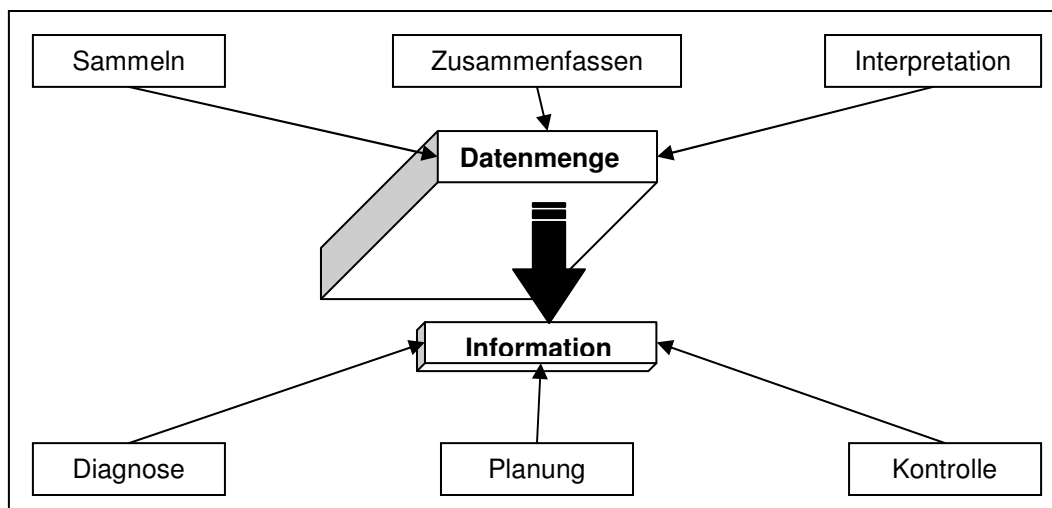 Sammeln
Zusammenfassen
Interpretation
Datenmenge
Information
Diagnose
Planung
Kontrolle